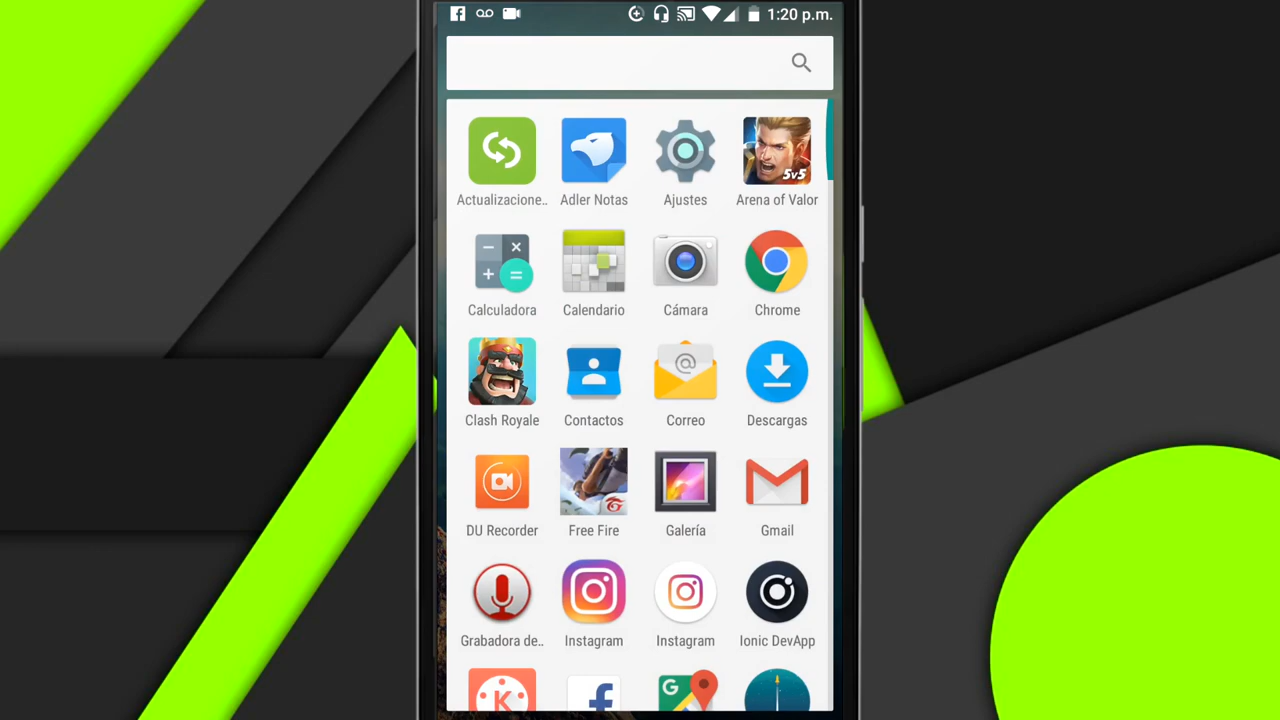 1:20 p.m.
Actualizacione..
Adler Notas
Ajustes
5v5
Arena of Valor
Calculadora
Calendario
Cámara
Chrome
Clash Royale
Contactos
@
Correo
Descargas
DU Recorder
Free Fire
Galería
Gmail
Grabadora de..
Instagram
Instagram
Ionic DevApp
K
f
G